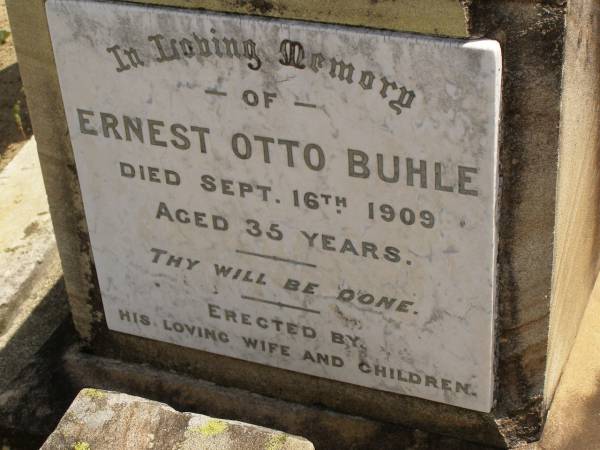 In Loving Memory
— OF —
ERNEST OTTO BUHLE
DIED SEPT. 16TH 1909
AGED 35 YEARS.
THY WILL BE DONE.
ERECTED BY
HIS LOVING WIFE AND CHILDREN.